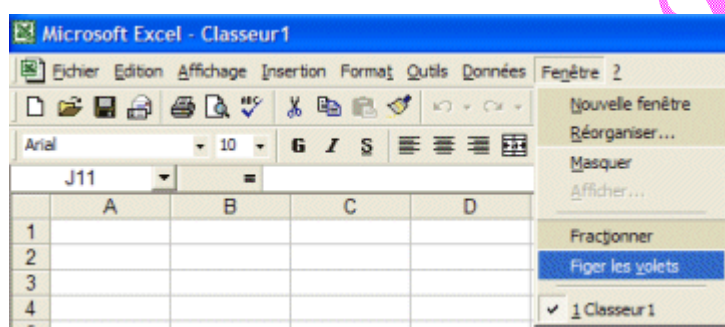 Microsoft Excel - Classeur1
Fichier Edition Affichage Insertion Format Outils Données Fenêtre ?
Nouvelle fenêtre
Réorganiser...
Arial 10 G I S
Masquer
J11 =
Afficher...
A B C D
1
Fractionner
2
Figer les volets
3
4
1 Classeur1